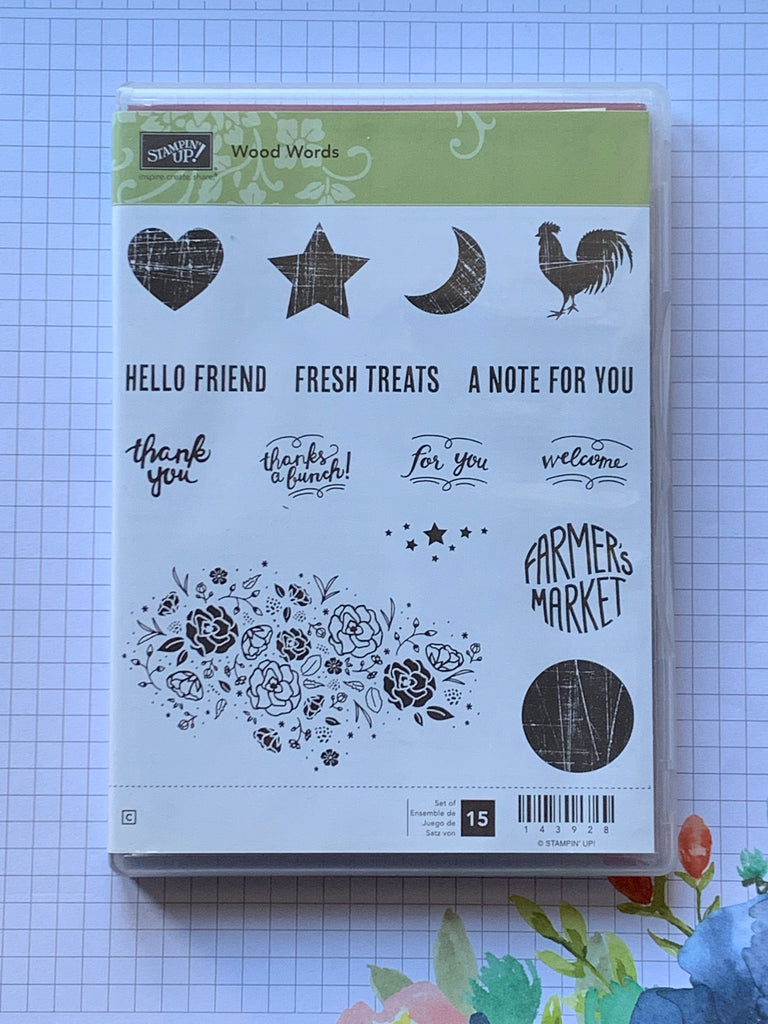 STAMPIN' UP!
inspire. create. share.
Wood Words
HELLO FRIEND FRESH TREATS A NOTE FOR YOU
thank you
thanks a bunch!
for you
welcome
FARMER'S
MARKET
C
Set of
Ensemble de
Juego de
Satz von
15
143928
© STAMPIN' UP!